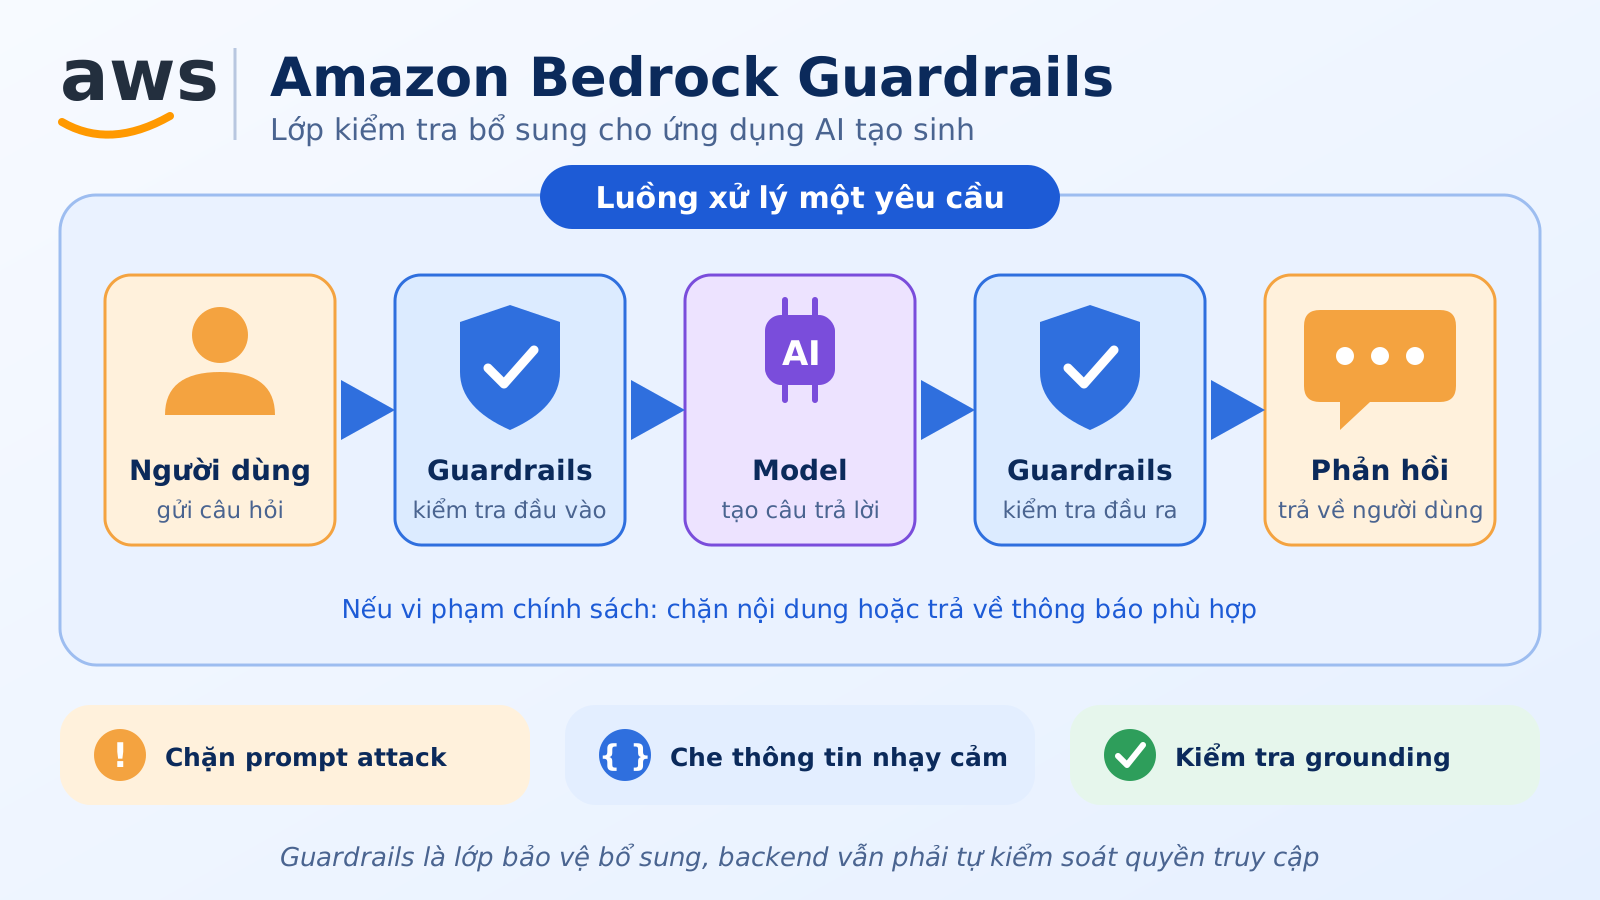 aws
Amazon Bedrock Guardrails
Lớp kiểm tra bổ sung cho ứng dụng AI tạo sinh
Luồng xử lý một yêu cầu
AI
Người dùng
gửi câu hỏi
Guardrails
kiểm tra đầu vào
Model
tạo câu trả lời
Guardrails
kiểm tra đầu ra
Phản hồi
trả về người dùng
Nếu vi phạm chính sách: chặn nội dung hoặc trả về thông báo phù hợp
! Chặn prompt attack
{ } Che thông tin nhạy cảm
Kiểm tra grounding
Guardrails là lớp bảo vệ bổ sung, backend vẫn phải tự kiểm soát quyền truy cập